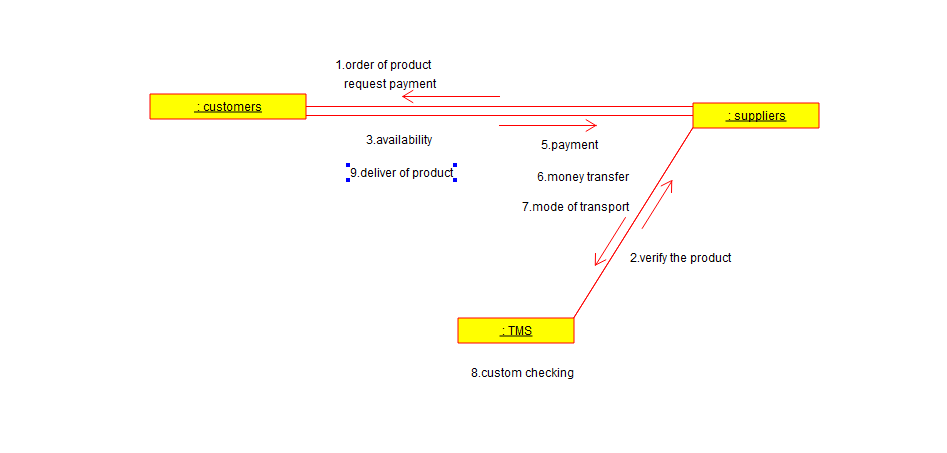 1.order of product
request payment
: customers
: suppliers
3.availability
5.payment
9.deliver of product
6.money transfer
7.mode of transport
2.verify the product
: TMS
8.custom checking